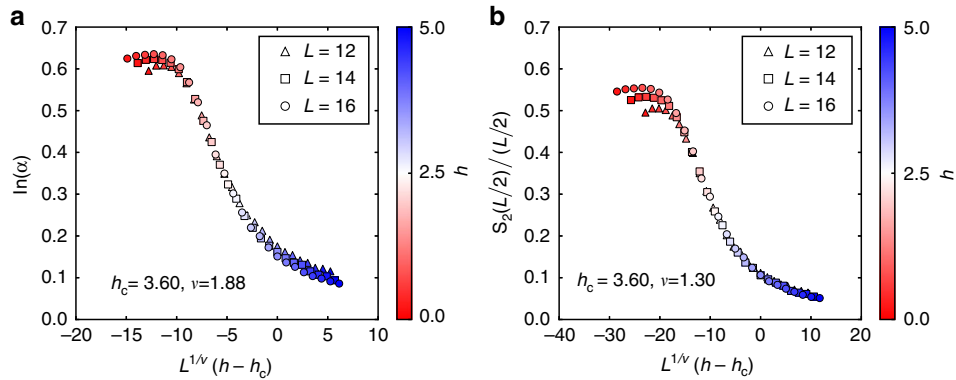 a
0.7
0.6
0.5
0.4
0.3
0.2
0.1
0.0
ln(α)
−20 −15 −10 −5 0 5 10
L^{1/ν} (h − h_c)
L = 12
L = 14
L = 16
h_c = 3.60, ν=1.88
5.0
2.5
0.0
h
b
0.7
0.6
0.5
0.4
0.3
0.2
0.1
0.0
S_2(L/2) / (L/2)
−40 −30 −20 −10 0 10 20
L^{1/ν} (h − h_c)
L = 12
L = 14
L = 16
h_c = 3.60, ν=1.30
5.0
2.5
0.0
h